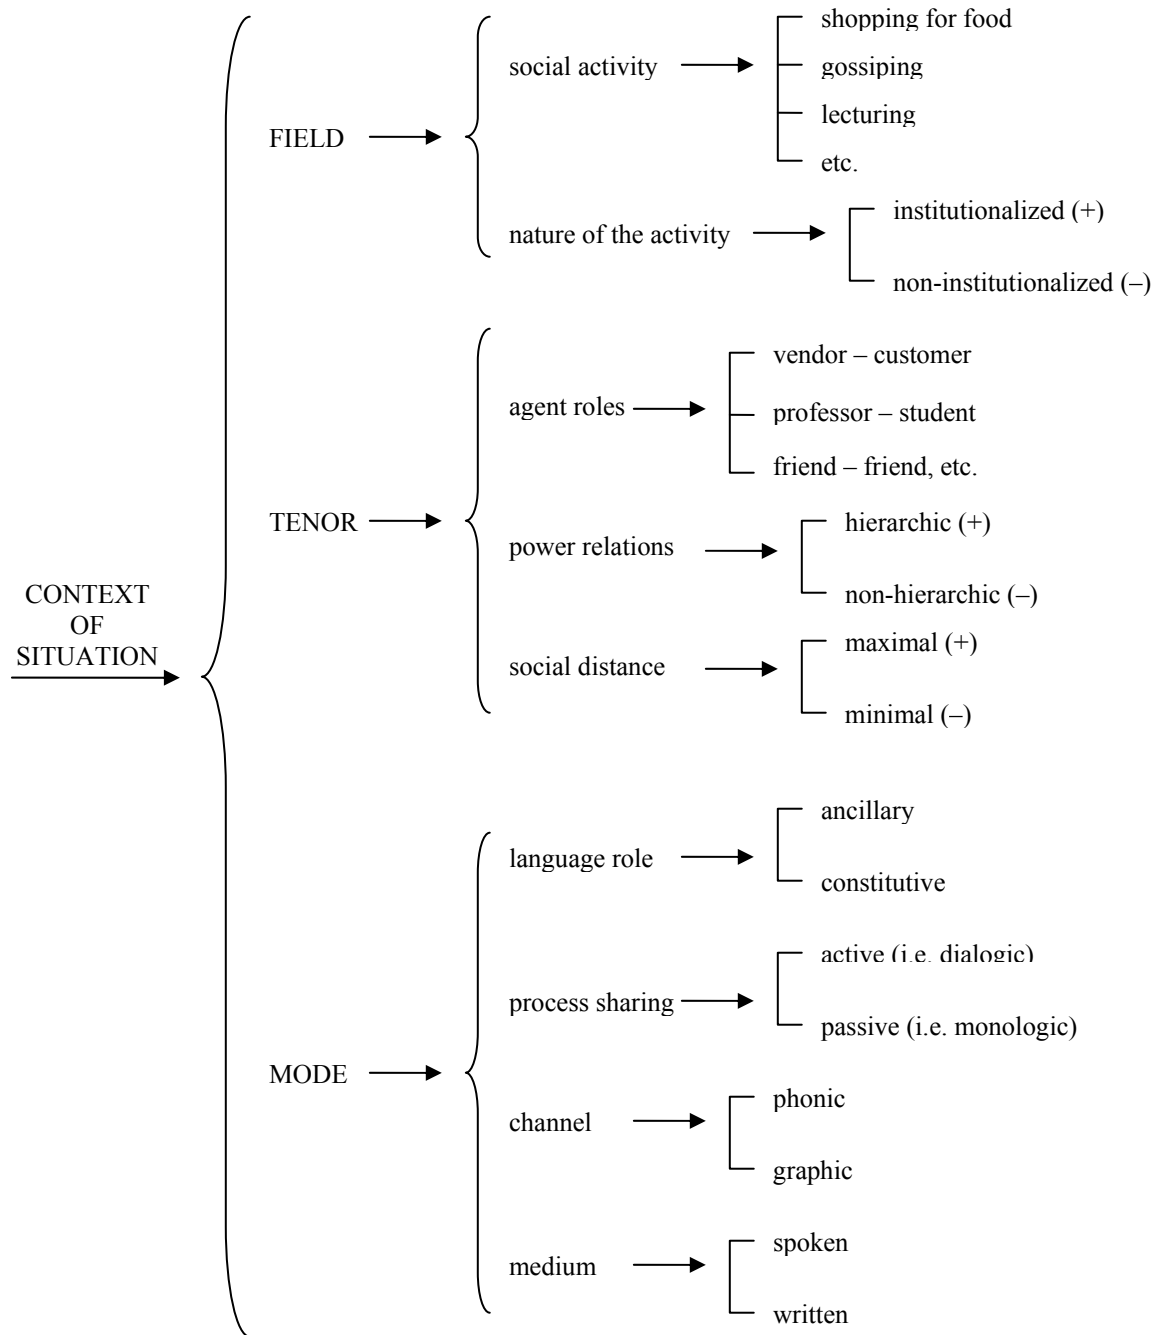 shopping for food
social activity
gossiping
lecturing
FIELD
etc.
institutionalized (+)
nature of the activity
non-institutionalized (–)
vendor – customer
agent roles
professor – student
friend – friend, etc.
TENOR
hierarchic (+)
power relations
non-hierarchic (–)
CONTEXT
OF
SITUATION
maximal (+)
social distance
minimal (–)
ancillary
language role
constitutive
active (i.e. dialogic)
process sharing
passive (i.e. monologic)
MODE
phonic
channel
graphic
spoken
medium
written